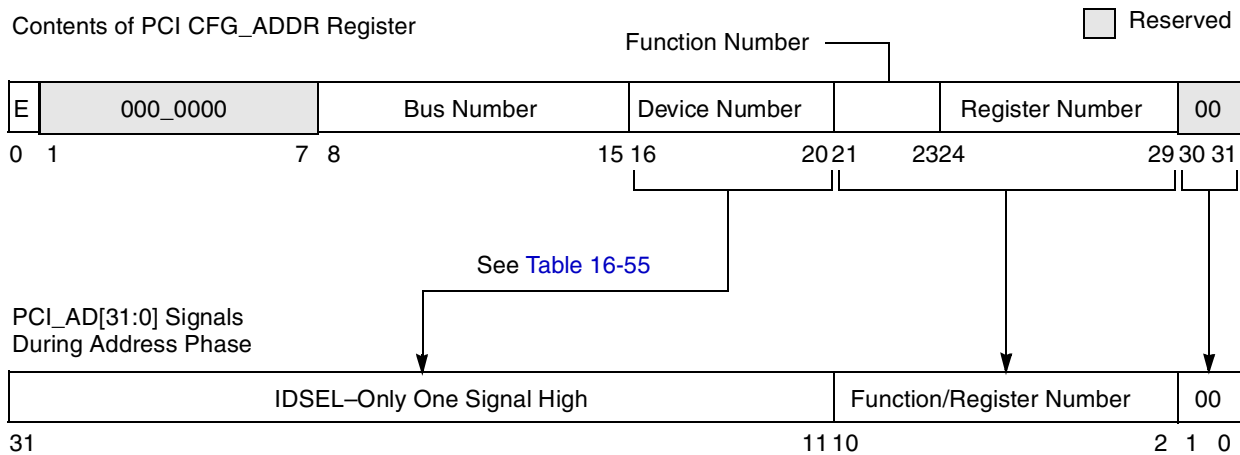 Contents of PCI CFG_ADDR Register
Reserved
Function Number
E 000_0000 Bus Number Device Number Register Number 00
0 1 7 8 15 16 20 21 23 24 29 30 31
See Table 16-55
PCI_AD[31:0] Signals
During Address Phase
IDSEL–Only One Signal High Function/Register Number 00
31 11 10 2 1 0